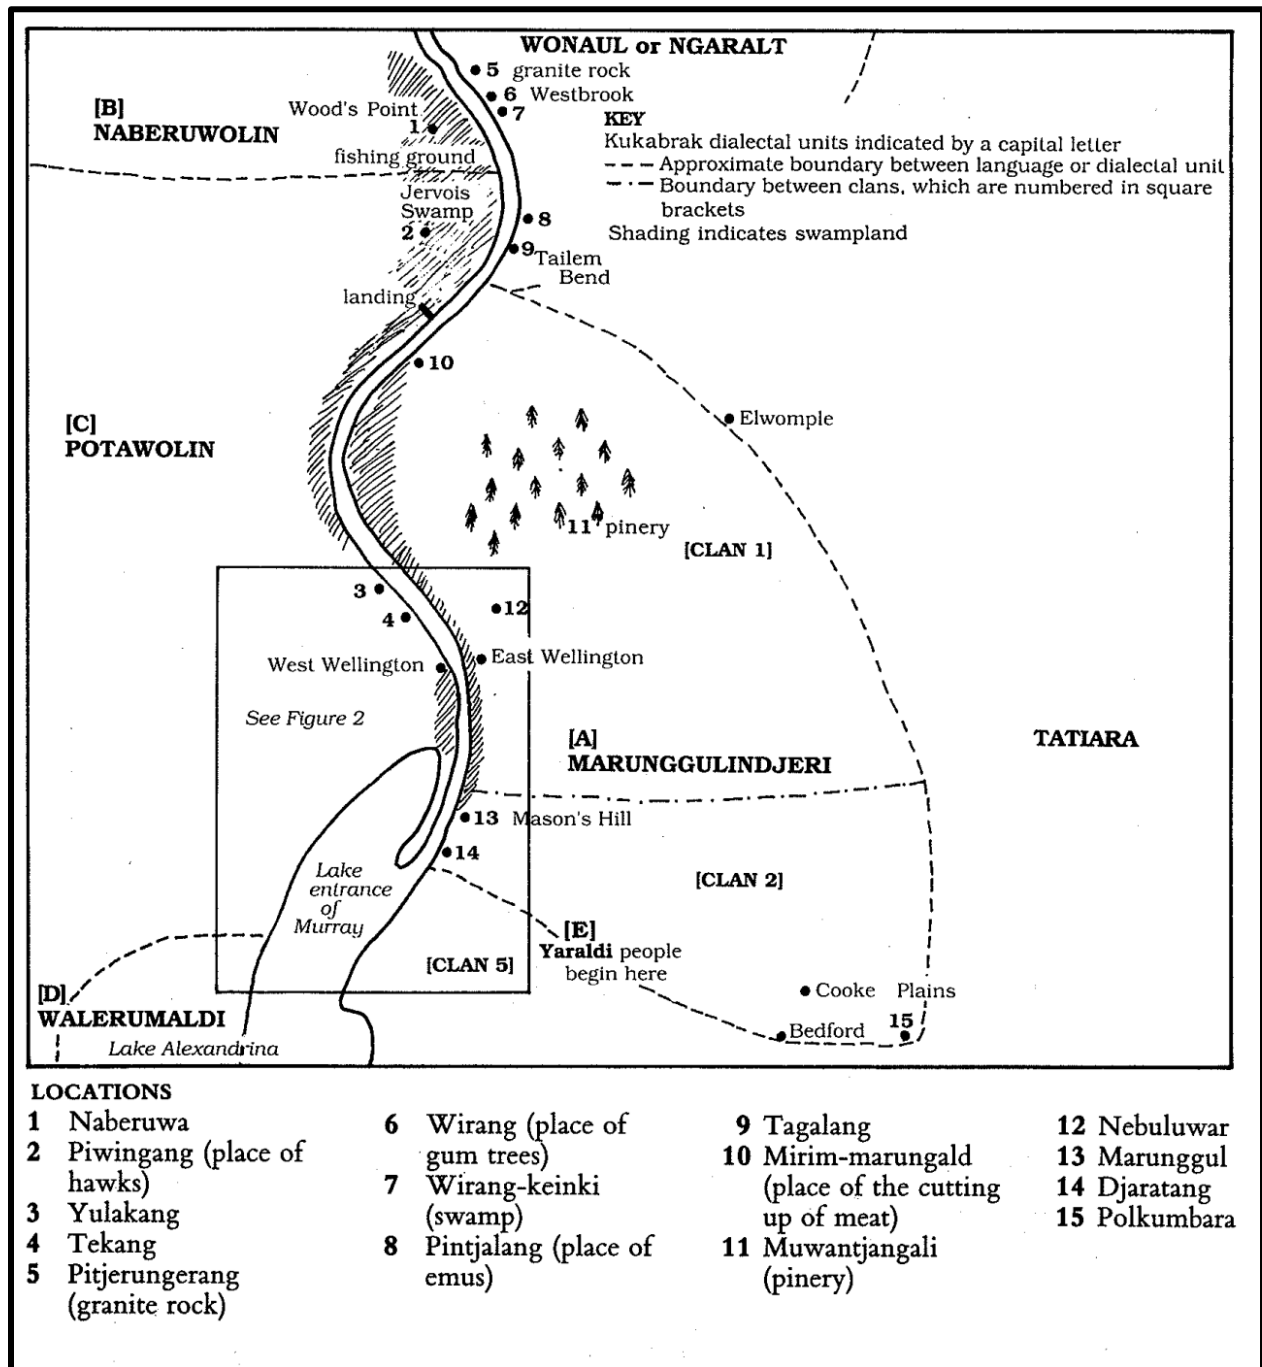 WONAUL or NGARALT
5 granite rock
6 Westbrook
7
[B]
NABERUWOLIN
Wood's Point
1
fishing ground
Jervois
Swamp
2
8
9 Tailem
Bend
landing
10
KEY
Kukabrak dialectal units indicated by a capital letter
Approximate boundary between language or dialectal unit
Boundary between clans, which are numbered in square
brackets
Shading indicates swampland
Elwomple
[C]
POTAWOLIN
11 pinery
[CLAN 1]
3
4
12
West Wellington
East Wellington
See Figure 2
[A]
MARUNGGULINDJERI
TATIARA
13 Mason's Hill
14
Lake
entrance
of
Murray
[CLAN 2]
[E]
Yaraldi people
begin here
[CLAN 5]
Cooke Plains
Bedford
15
[D]
WALERUMALDI
Lake Alexandrina
LOCATIONS
1 Naberuwa
2 Piwingang (place of
hawks)
3 Yulakang
4 Tekang
5 Pitjerungerang
(granite rock)
6 Wirang (place of
gum trees)
7 Wirang-keinki
(swamp)
8 Pintjalang (place of
emus)
9 Tagalang
10 Mirim-marungald
(place of the cutting
up of meat)
11 Muwantjangali
(pinery)
12 Nebuluwar
13 Marunggul
14 Djaratang
15 Polkumbara